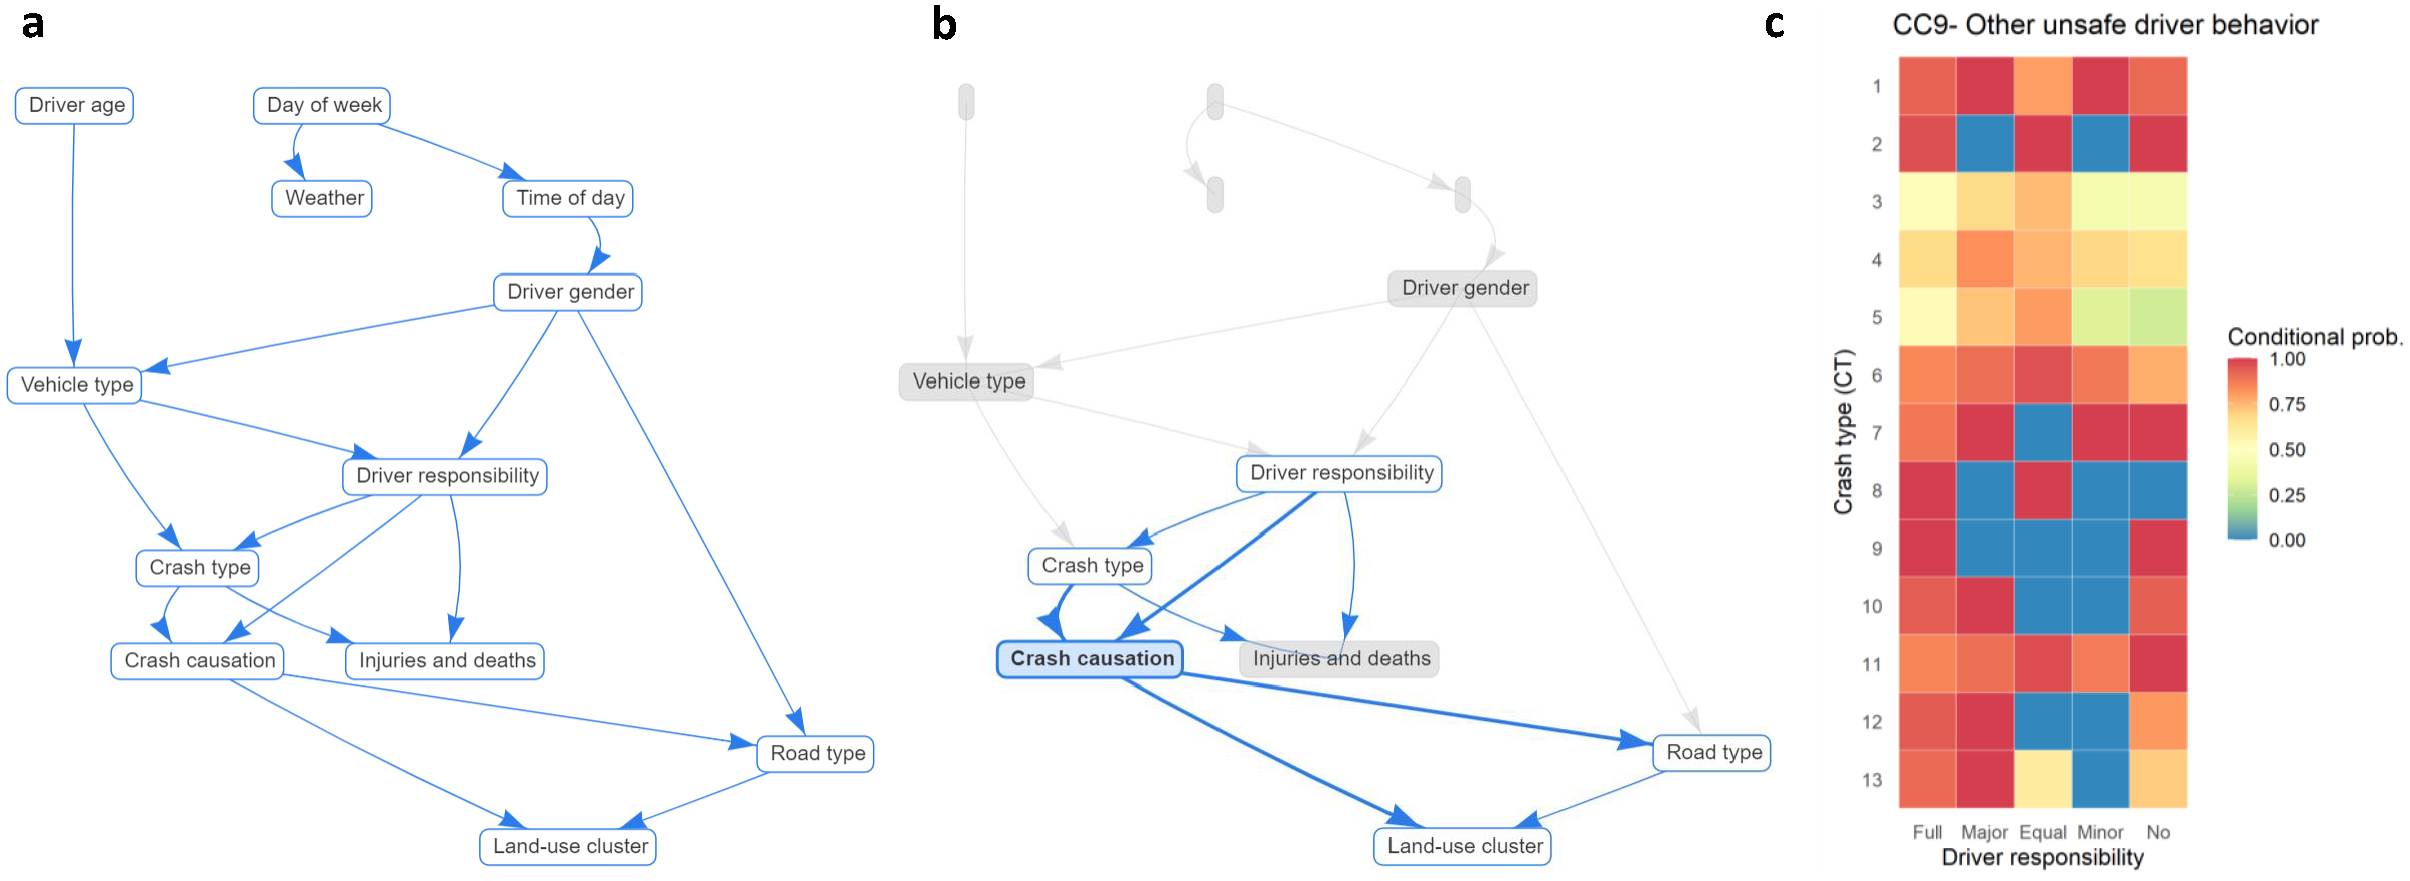 a
Driver age
Day of week
Weather
Time of day
Driver gender
Vehicle type
Driver responsibility
Crash type
Crash causation
Injuries and deaths
Road type
Land-use cluster
b
Driver gender
Vehicle type
Driver responsibility
Crash type
Crash causation
Injuries and deaths
Road type
Land-use cluster
c
CC9- Other unsafe driver behavior
Crash type (CT)
1
2
3
4
5
6
7
8
9
10
11
12
13
Full Major Equal Minor No
Driver responsibility
Conditional prob.
1.00
0.75
0.50
0.25
0.00